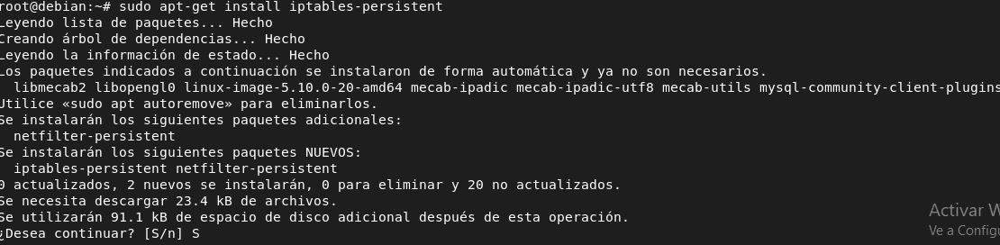 root@debian:~# sudo apt-get install iptables-persistent
Leyendo lista de paquetes... Hecho
Creando árbol de dependencias... Hecho
Leyendo la información de estado... Hecho
Los paquetes indicados a continuación se instalaron de forma automática y ya no son necesarios.
  libmecab2 libopengl0 linux-image-5.10.0-20-amd64 mecab-ipadic mecab-ipadic-utf8 mecab-utils mysql-community-client-plugins
Utilice «sudo apt autoremove» para eliminarlos.
Se instalarán los siguientes paquetes adicionales:
  netfilter-persistent
Se instalarán los siguientes paquetes NUEVOS:
  iptables-persistent netfilter-persistent
0 actualizados, 2 nuevos se instalarán, 0 para eliminar y 20 no actualizados.
Se necesita descargar 23.4 kB de archivos.
Se utilizarán 91.1 kB de espacio de disco adicional después de esta operación.
¿Desea continuar? [S/n] S
Activar W
Ve a Configu